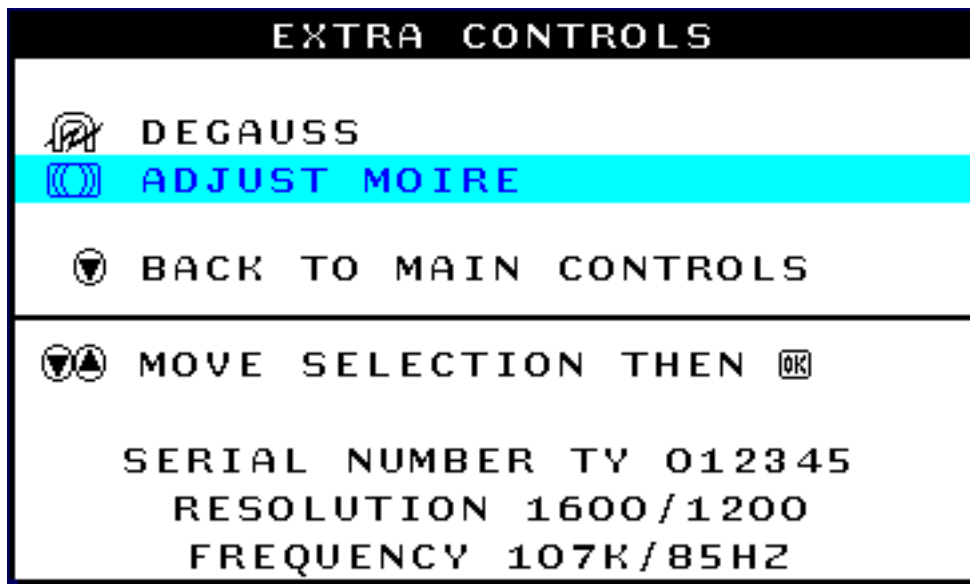 EXTRA CONTROLS
DEGAUSS
ADJUST MOIRE
BACK TO MAIN CONTROLS
MOVE SELECTION THEN OK
SERIAL NUMBER TY 012345
RESOLUTION 1600/1200
FREQUENCY 107K/85HZ